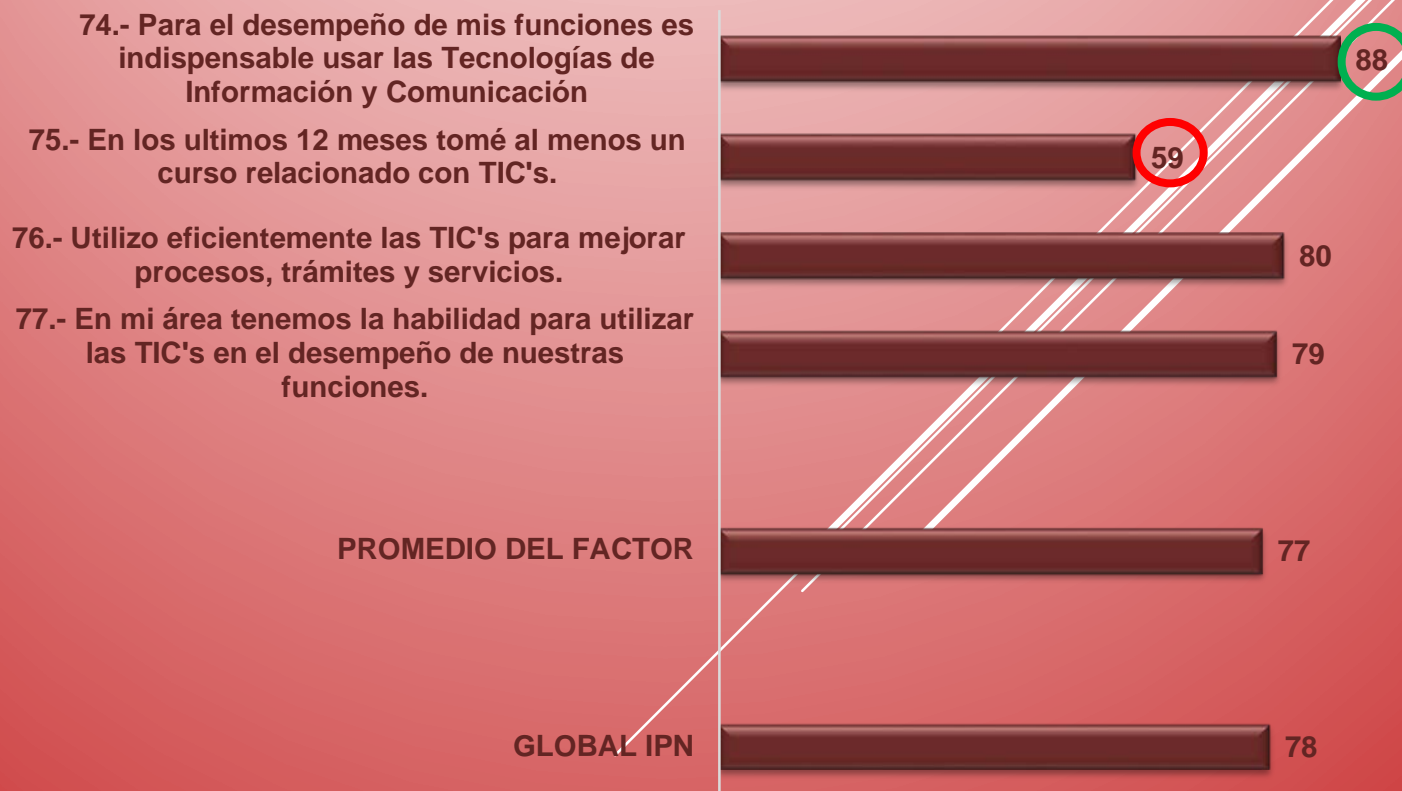 74.- Para el desempeño de mis funciones es
indispensable usar las Tecnologías de
Información y Comunicación
88
75.- En los ultimos 12 meses tomé al menos un
curso relacionado con TIC's.
59
76.- Utilizo eficientemente las TIC's para mejorar
procesos, trámites y servicios.
80
77.- En mi área tenemos la habilidad para utilizar
las TIC's en el desempeño de nuestras
funciones.
79
PROMEDIO DEL FACTOR
77
GLOBAL IPN
78